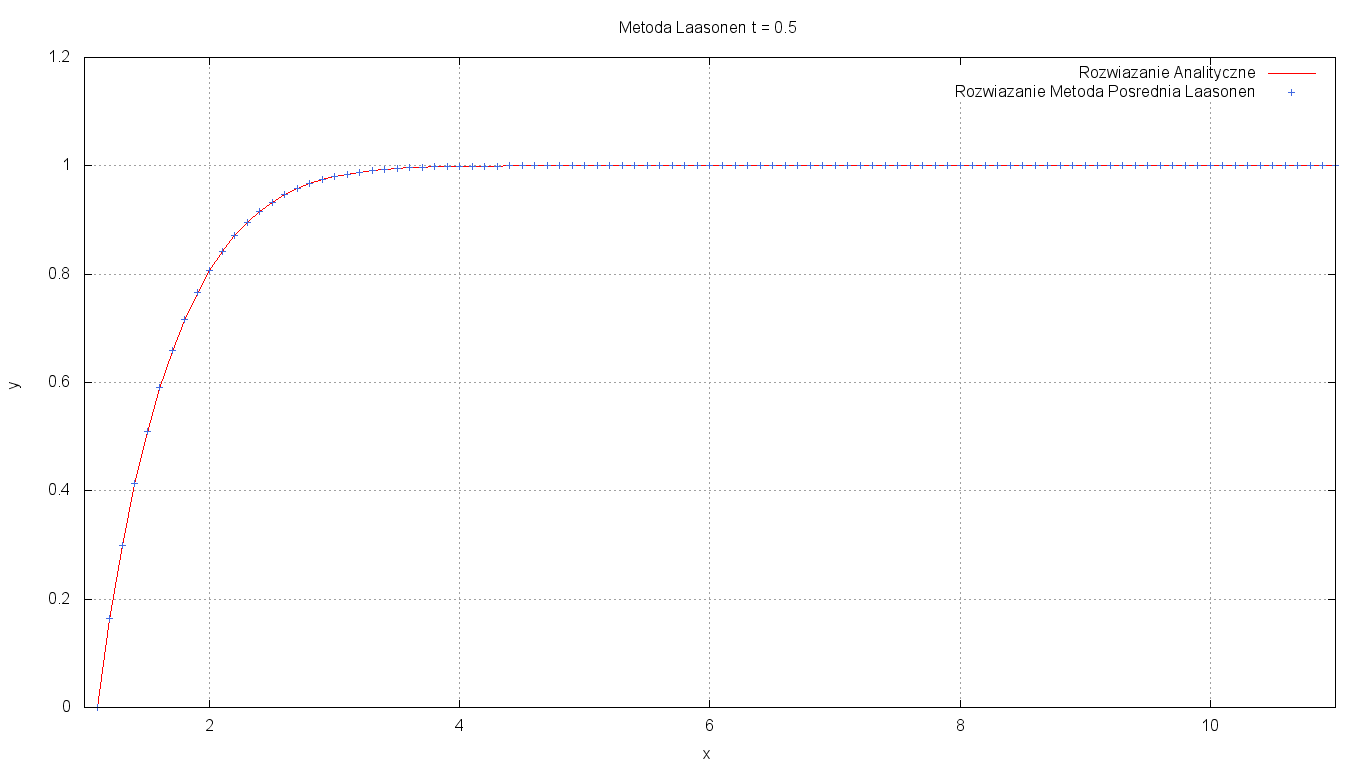 Metoda Laasonen t = 0.5
Rozwiazanie Analityczne
Rozwiazanie Metoda Posrednia Laasonen
1.2
1
0.8
0.6
0.4
0.2
0
y
2 4 6 8 10
x